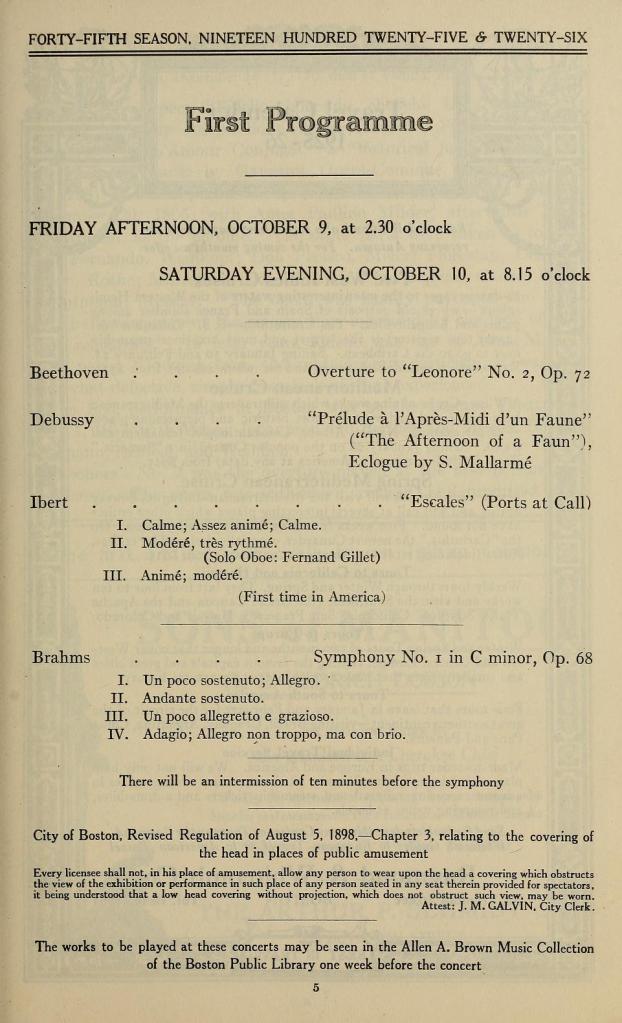 FORTY-FIFTH SEASON, NINETEEN HUNDRED TWENTY-FIVE & TWENTY-SIX
First Programme
FRIDAY AFTERNOON, OCTOBER 9, at 2.30 o'clock
SATURDAY EVENING, OCTOBER 10, at 8.15 o'clock
Beethoven . . . . Overture to "Leonore" No. 2, Op. 72
Debussy . . . . "Prélude à l'Après-Midi d'un Faune"
("The Afternoon of a Faun"),
Eclogue by S. Mallarmé
Ibert . . . . . . . . "Escales" (Ports at Call)
I. Calme; Assez animé; Calme.
II. Modéré, très rythmé.
(Solo Oboe: Fernand Gillet)
III. Animé; modéré.
(First time in America)
Brahms . . . . Symphony No. 1 in C minor, Op. 68
I. Un poco sostenuto; Allegro.
II. Andante sostenuto.
III. Un poco allegretto e grazioso.
IV. Adagio; Allegro non troppo, ma con brio.
There will be an intermission of ten minutes before the symphony
City of Boston, Revised Regulation of August 5, 1898,—Chapter 3, relating to the covering of
the head in places of public amusement
Every licensee shall not, in his place of amusement, allow any person to wear upon the head a covering which obstructs
the view of the exhibition or performance in such place of any person seated in any seat therein provided for spectators,
it being understood that a low head covering without projection, which does not obstruct such view, may be worn.
Attest: J. M. GALVIN, City Clerk.
The works to be played at these concerts may be seen in the Allen A. Brown Music Collection
of the Boston Public Library one week before the concert
5